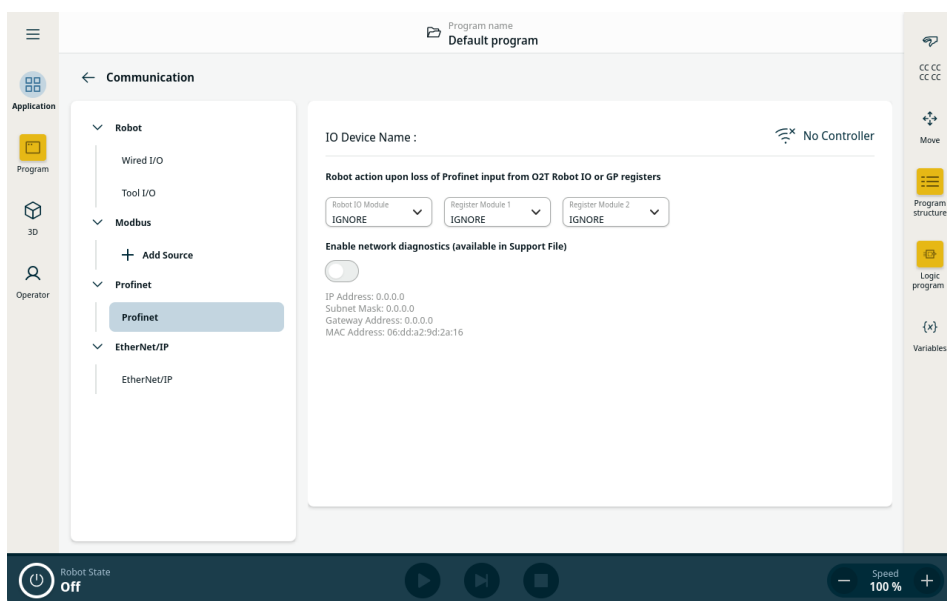 Program name
Default program
Application
Program
3D
Operator
Communication
Robot
Wired I/O
Tool I/O
Modbus
Add Source
Profinet
Profinet
EtherNet/IP
EtherNet/IP
IO Device Name :
No Controller
Robot action upon loss of Profinet input from O2T Robot IO or GP registers
Robot IO Module
IGNORE
Register Module 1
IGNORE
Register Module 2
IGNORE
Enable network diagnostics (available in Support File)
IP Address: 0.0.0.0
Subnet Mask: 0.0.0.0
Gateway Address: 0.0.0.0
MAC Address: 06:dd:a2:9d:2a:16
CC CC
CC CC
Move
Program
structure
Logic
program
{x}
Variables
Robot State
Off
Speed
100 %